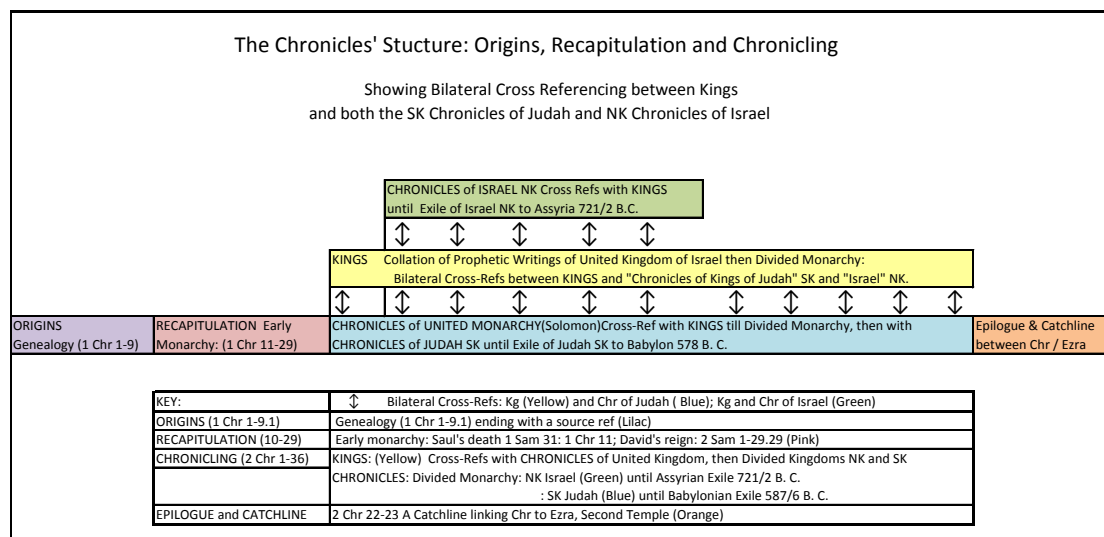 The Chronicles' Stucture: Origins, Recapitulation and Chronicling
Showing Bilateral Cross Referencing between Kings
and both the SK Chronicles of Judah and NK Chronicles of Israel
CHRONICLES of ISRAEL NK Cross Refs with KINGS
until Exile of Israel NK to Assyria 721/2 B.C.
↕ ↕ ↕ ↕ ↕
KINGS Collation of Prophetic Writings of United Kingdom of Israel then Divided Monarchy:
Bilateral Cross-Refs between KINGS and "Chronicles of Kings of Judah" SK and "Israel" NK.
↕ ↕ ↕ ↕ ↕ ↕ ↕ ↕ ↕ ↕ ↕
ORIGINS
Genealogy (1 Chr 1-9)
RECAPITULATION Early
Monarchy: (1 Chr 11-29)
CHRONICLES of UNITED MONARCHY(Solomon)Cross-Ref with KINGS till Divided Monarchy, then with
CHRONICLES of JUDAH SK until Exile of Judah SK to Babylon 578 B. C.
Epilogue & Catchline
between Chr / Ezra
KEY: ↕ Bilateral Cross-Refs: Kg (Yellow) and Chr of Judah ( Blue); Kg and Chr of Israel (Green)
ORIGINS (1 Chr 1-9.1) Genealogy (1 Chr 1-9.1) ending with a source ref (Lilac)
RECAPITULATION (10-29) Early monarchy: Saul's death 1 Sam 31: 1 Chr 11; David's reign: 2 Sam 1-29.29 (Pink)
CHRONICLING (2 Chr 1-36) KINGS: (Yellow) Cross-Refs with CHRONICLES of United Kingdom, then Divided Kingdoms NK and SK
CHRONICLES: Divided Monarchy: NK Israel (Green) until Assyrian Exile 721/2 B. C.
: SK Judah (Blue) until Babylonian Exile 587/6 B. C.
EPILOGUE and CATCHLINE 2 Chr 22-23 A Catchline linking Chr to Ezra, Second Temple (Orange)